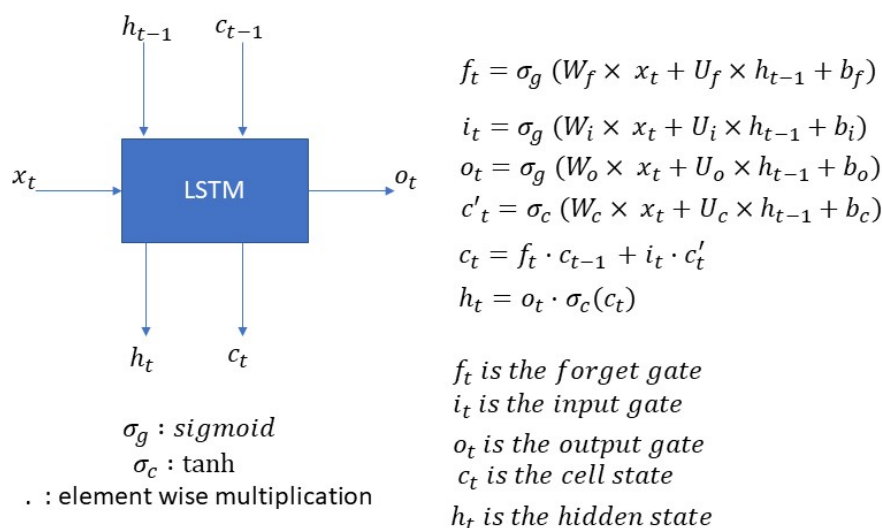 h_{t-1} c_{t-1}
x_t LSTM o_t
h_t c_t
σ_g : sigmoid
σ_c : tanh
. : element wise multiplication
f_t = σ_g (W_f × x_t + U_f × h_{t-1} + b_f)
i_t = σ_g (W_i × x_t + U_i × h_{t-1} + b_i)
o_t = σ_g (W_o × x_t + U_o × h_{t-1} + b_o)
c'_t = σ_c (W_c × x_t + U_c × h_{t-1} + b_c)
c_t = f_t · c_{t-1} + i_t · c'_t
h_t = o_t · σ_c(c_t)
f_t is the forget gate
i_t is the input gate
o_t is the output gate
c_t is the cell state
h_t is the hidden state